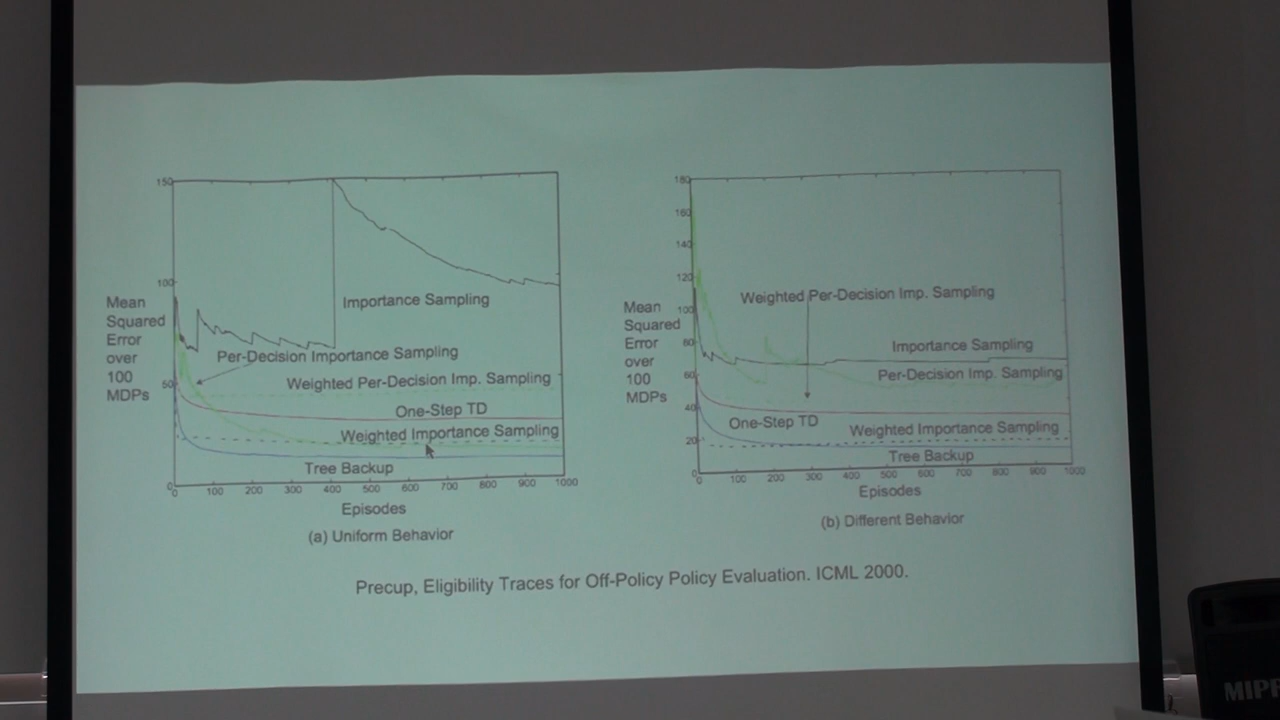 150
100
50
0
Mean
Squared
Error
over
100
MDPs
Importance Sampling
Per-Decision Importance Sampling
Weighted Per-Decision Imp. Sampling
One-Step TD
Weighted Importance Sampling
Tree Backup
0 100 200 300 400 500 600 700 800 900 1000
Episodes
(a) Uniform Behavior
180
160
140
120
100
80
60
40
20
0
Mean
Squared
Error
over
100
MDPs
Weighted Per-Decision Imp. Sampling
Importance Sampling
Per-Decision Imp. Sampling
One-Step TD
Weighted Importance Sampling
Tree Backup
0 100 200 300 400 500 600 700 800 900 1000
Episodes
(b) Different Behavior
Precup, Eligibility Traces for Off-Policy Policy Evaluation. ICML 2000.